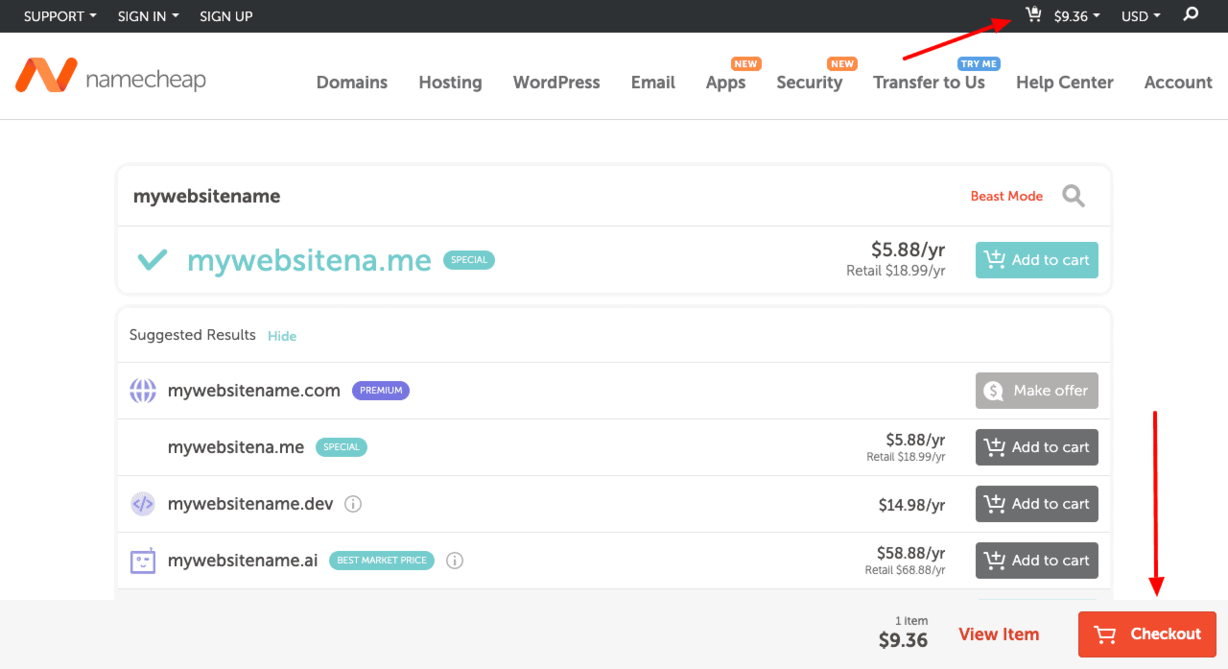 SUPPORT SIGN IN SIGN UP $9.36 USD
namecheap
Domains Hosting WordPress Email Apps NEW Security NEW Transfer to Us TRY ME Help Center Account
mywebsitename Beast Mode
mywebsitena.me SPECIAL $5.88/yr Add to cart
Retail $18.99/yr
Suggested Results Hide
mywebsitename.com PREMIUM Make offer
mywebsitena.me SPECIAL $5.88/yr Add to cart
Retail $18.99/yr
mywebsitename.dev $14.98/yr Add to cart
mywebsitename.ai BEST MARKET PRICE $58.88/yr Add to cart
Retail $68.88/yr
1 item
$9.36 View Item Checkout